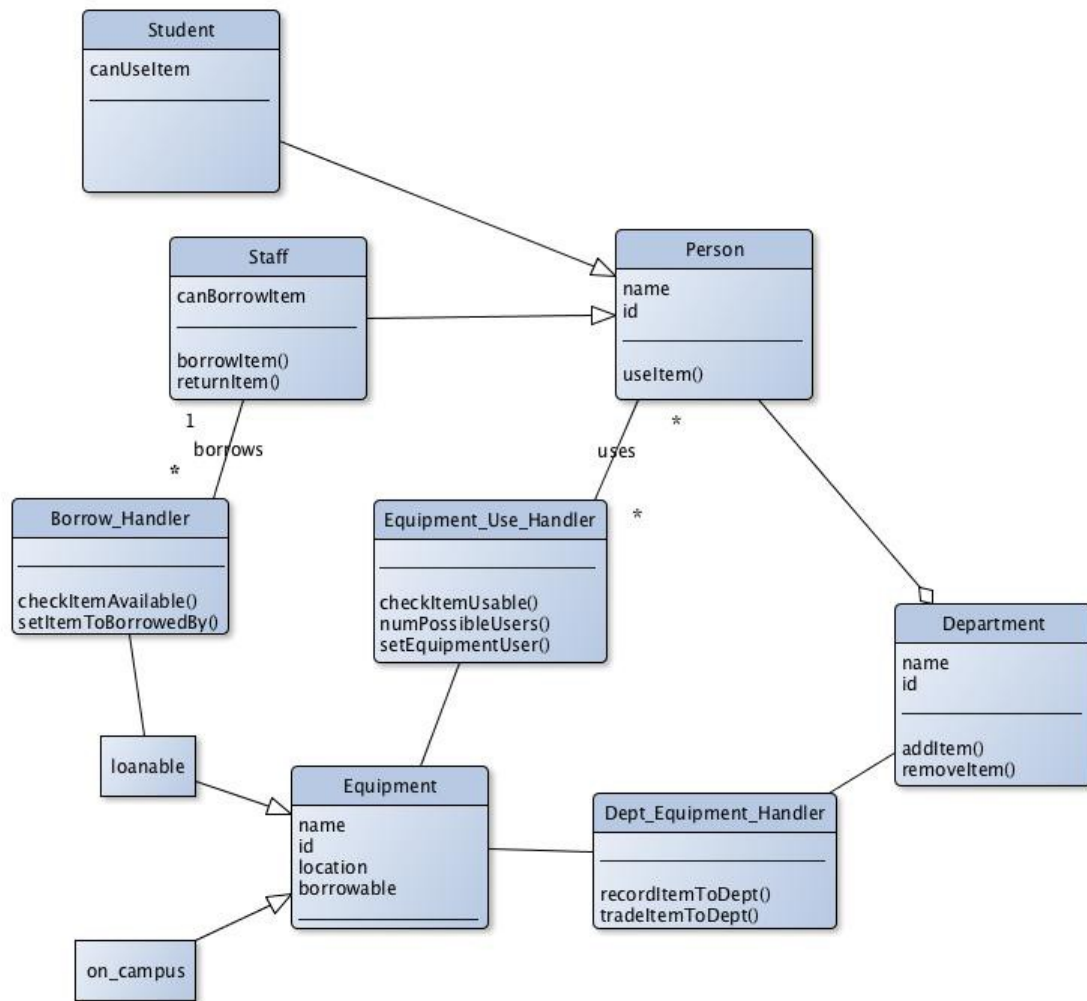 Student
canUseItem
Staff
canBorrowItem
borrowItem()
returnItem()
Person
name
id
useItem()
1
borrows
*
*
uses
*
Borrow_Handler
checkItemAvailable()
setItemToBorrowedBy()
Equipment_Use_Handler
checkItemUsable()
numPossibleUsers()
setEquipmentUser()
Department
name
id
addItem()
removeItem()
loanable
Equipment
name
id
location
borrowable
Dept_Equipment_Handler
recordItemToDept()
tradeItemToDept()
on_campus